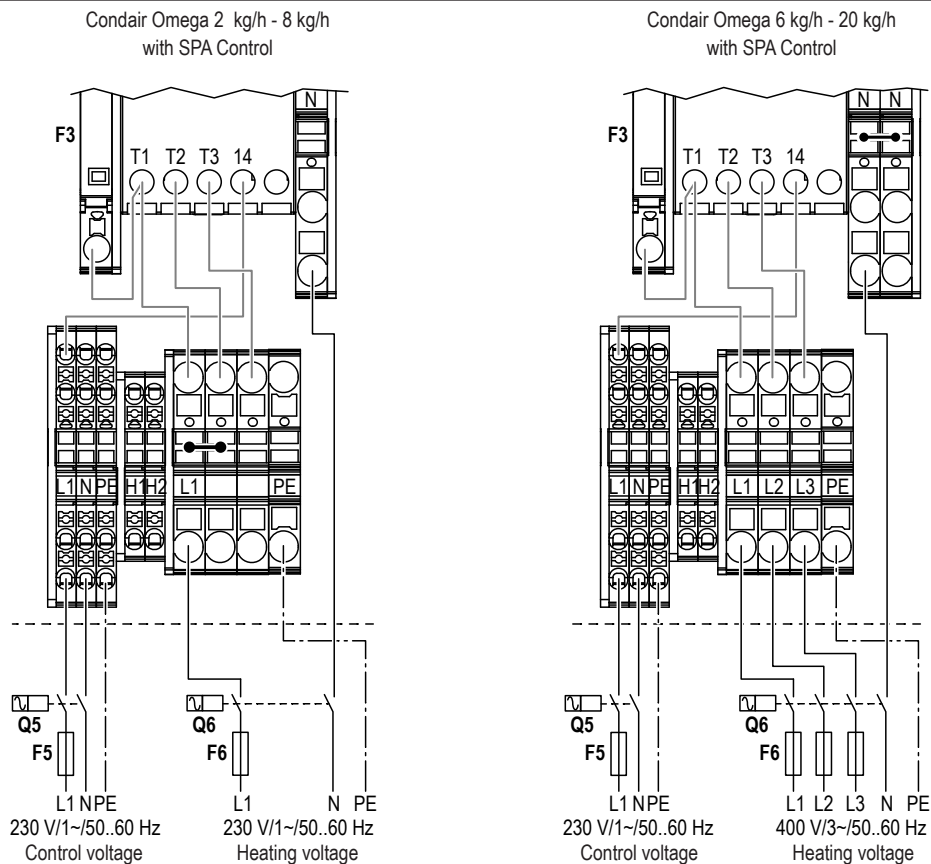 Condair Omega 2 kg/h - 8 kg/h
with SPA Control
N
F3
T1 T2 T3 14
L1 N PE H1 H2 L1 PE
Q5 Q6
F5 F6
L1 N PE L1 N PE
230 V/1~/50..60 Hz 230 V/1~/50..60 Hz
Control voltage Heating voltage
Condair Omega 6 kg/h - 20 kg/h
with SPA Control
N N
F3
T1 T2 T3 14
L1 N PE H1 H2 L1 L2 L3 PE
Q5 Q6
F5 F6
L1 N PE L1 L2 L3 N PE
230 V/1~/50..60 Hz 400 V/3~/50..60 Hz
Control voltage Heating voltage